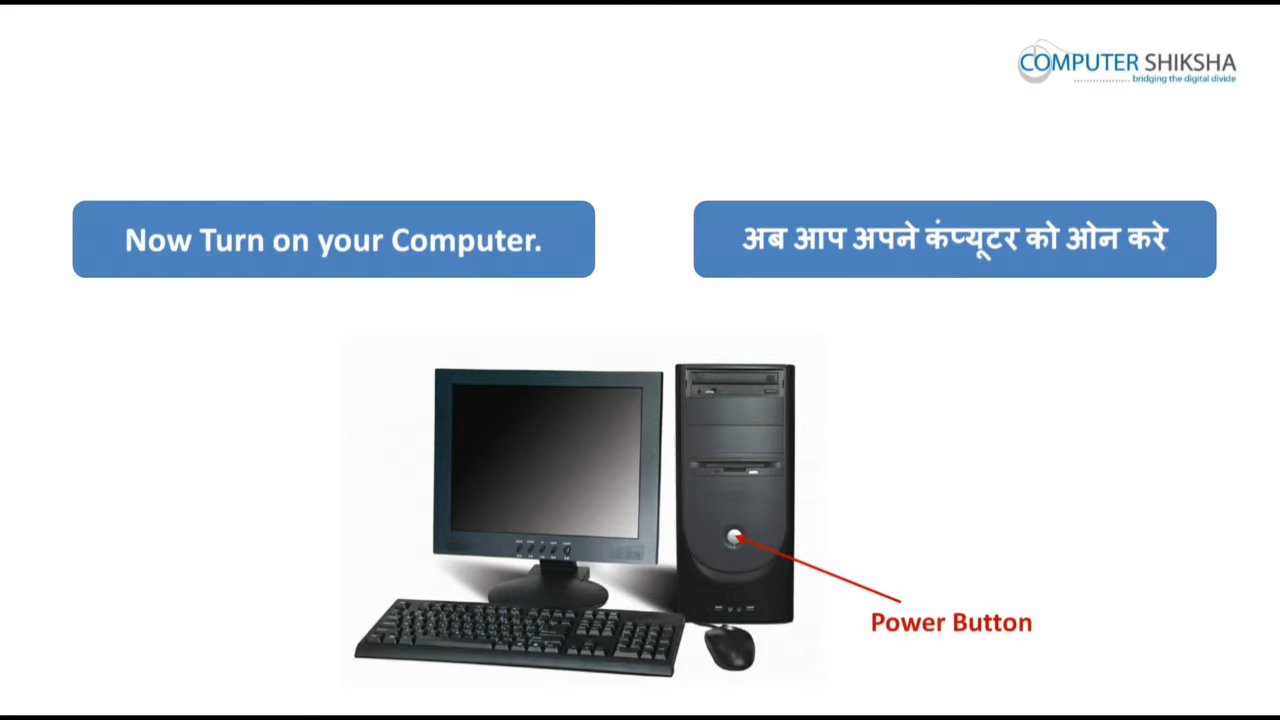 COMPUTER SHIKSHA
bridging the digital divide
Now Turn on your Computer.
अब आप अपने कंप्यूटर को ओन करे
Power Button